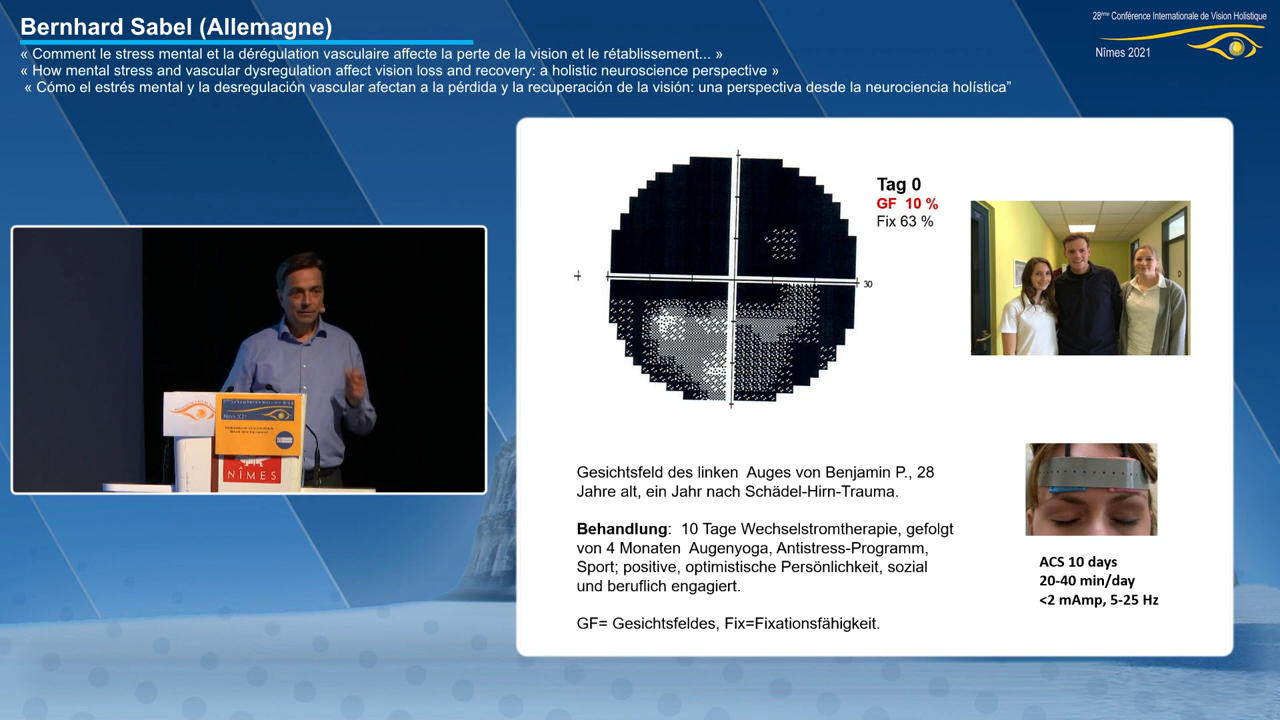 Bernhard Sabel (Allemagne)
« Comment le stress mental et la dérégulation vasculaire affecte la perte de la vision et le rétablissement... »
« How mental stress and vascular dysregulation affect vision loss and recovery: a holistic neuroscience perspective »
« Cómo el estrés mental y la desregulación vascular afectan a la pérdida y la recuperación de la visión: una perspectiva desde la neurociencia holística”
28ème Conférence Internationale de Vision Holistique
Nîmes 2021
Tag 0
GF 10 %
Fix 63 %
30
Gesichtsfeld des linken Auges von Benjamin P., 28
Jahre alt, ein Jahr nach Schädel-Hirn-Trauma.
Behandlung: 10 Tage Wechselstromtherapie, gefolgt
von 4 Monaten Augenyoga, Antistress-Programm,
Sport; positive, optimistische Persönlichkeit, sozial
und beruflich engagiert.
GF= Gesichtsfeldes, Fix=Fixationsfähigkeit.
ACS 10 days
20-40 min/day
<2 mAmp, 5-25 Hz
Nîmes 2021
NÎMES